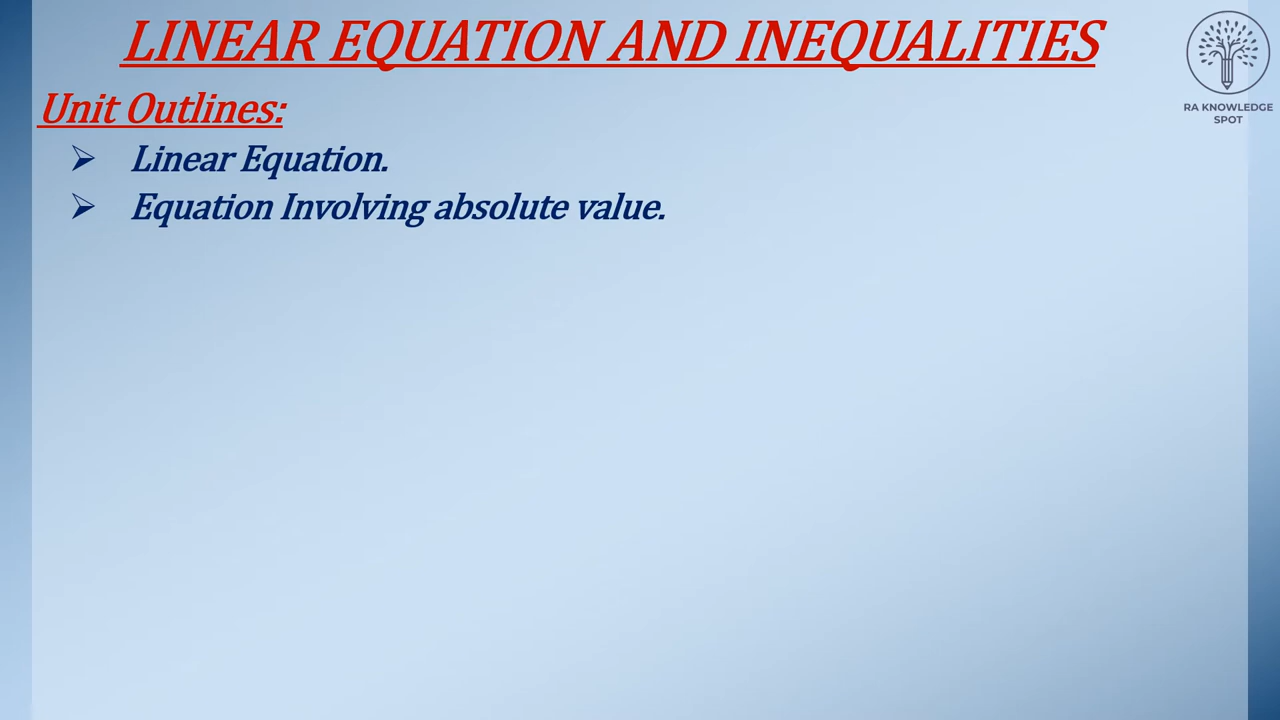 LINEAR EQUATION AND INEQUALITIES
RA KNOWLEDGE
SPOT
Unit Outlines:
➢ Linear Equation.
➢ Equation Involving absolute value.